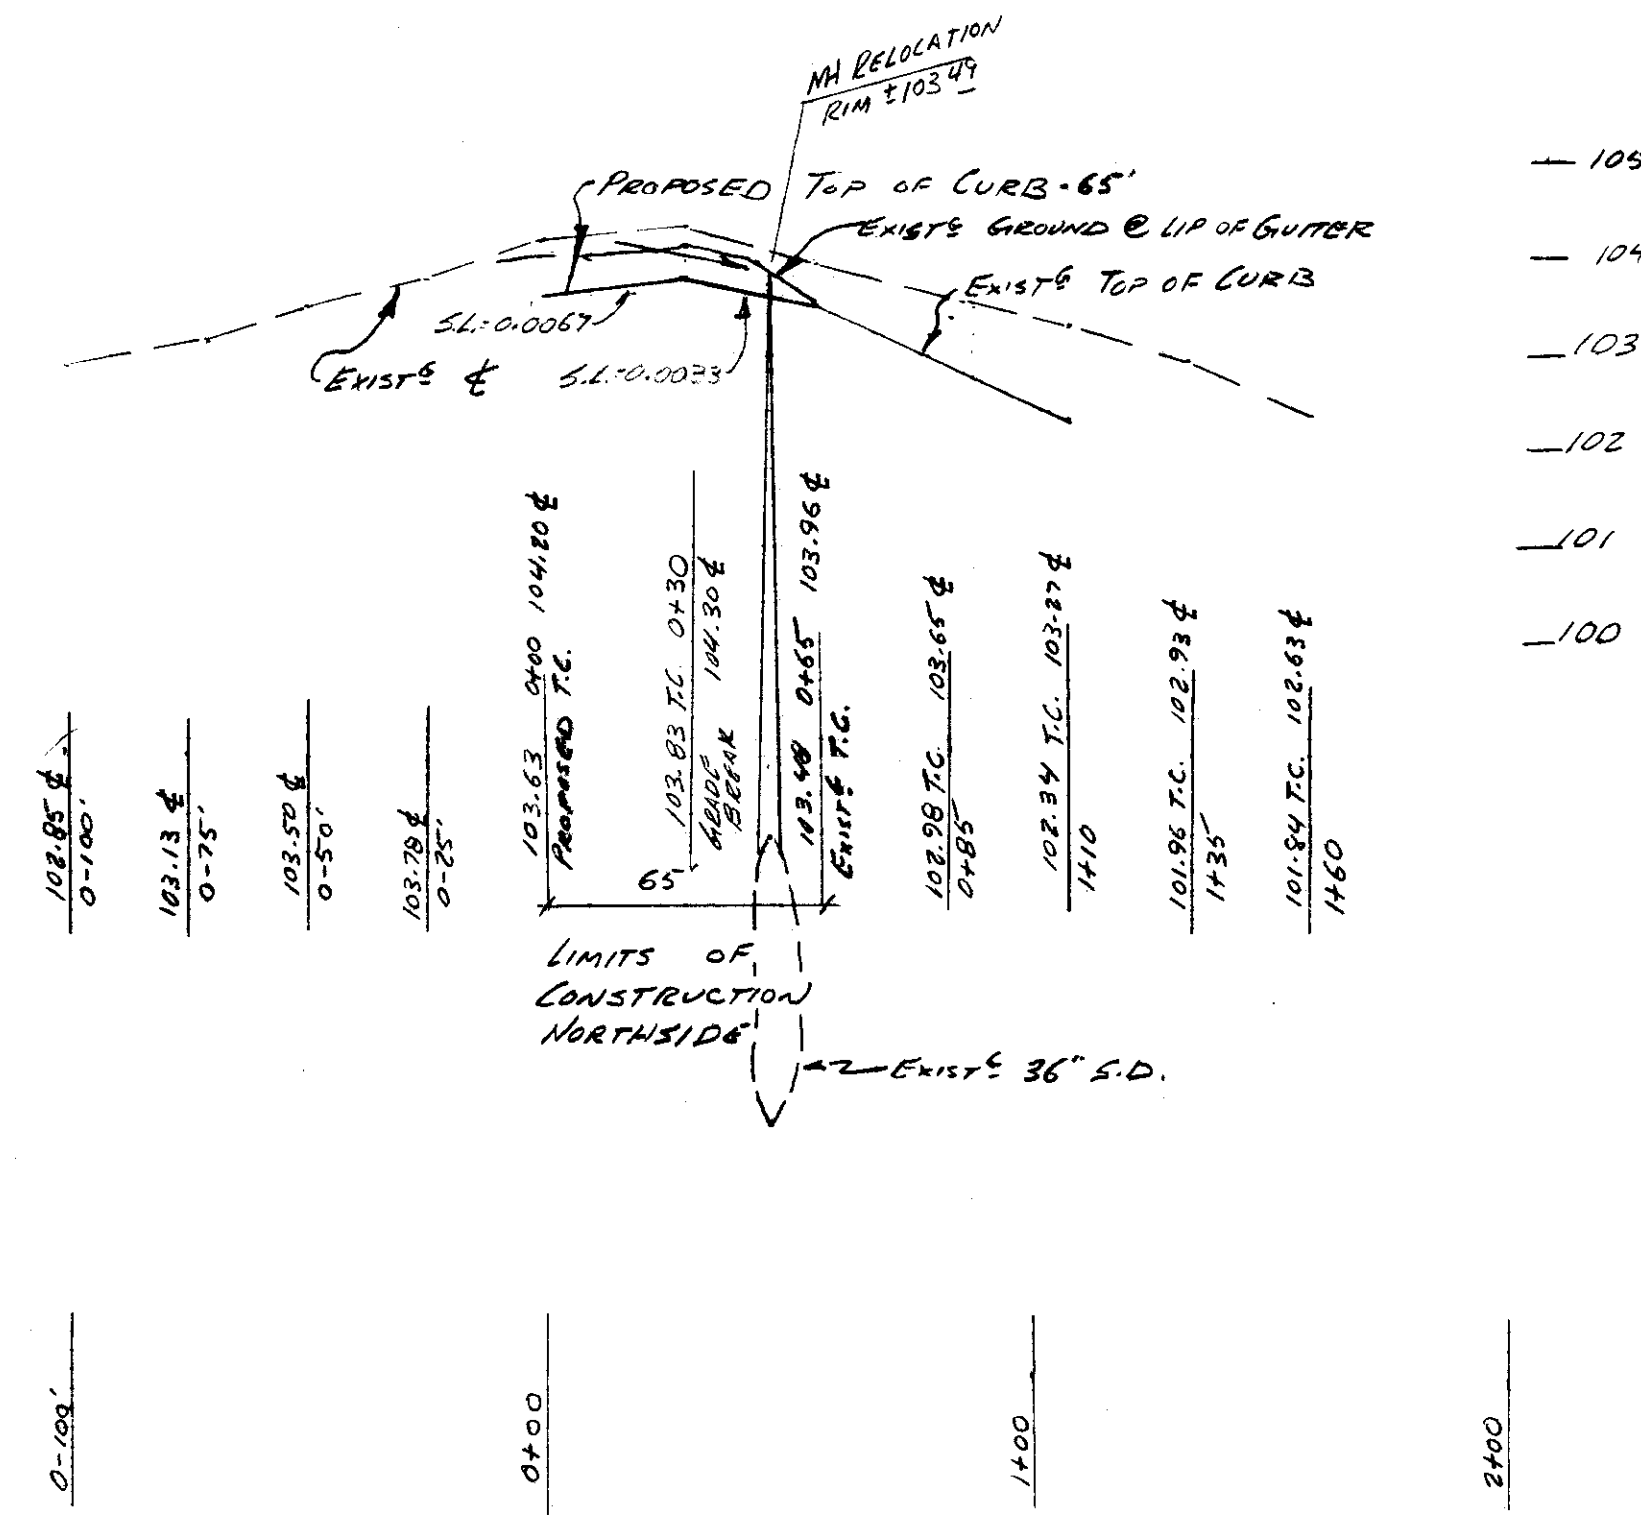 MH RELOCATION
RIM ±103.49
PROPOSED TOP OF CURB - 65'
EXIST'G GROUND @ LIP OF GUTTER
EXIST'G TOP OF CURB
S.L.=0.0067
EXIST'G ℄
S.L.=0.0033
105
104
103
102
101
100
102.85 ℄
0-100'
103.13 ℄
0-75'
103.50 ℄
0-50'
103.78 ℄
0-25'
103.63 0+00 104.20 ℄
PROPOSED T.C.
103.83 T.C. 0+30
GRADE BREAK 104.30 ℄
103.48 0+65 103.96 ℄
EXIST'G T.C.
102.98 T.C. 103.65 ℄
0+85
102.34 T.C. 103.27 ℄
1+10
101.96 T.C. 102.93 ℄
1+35
101.84 T.C. 102.63 ℄
1+60
65
LIMITS OF
CONSTRUCTION
NORTHSIDE
EXIST'G 36" S.D.
0-100'
0+00
1+00
2+00